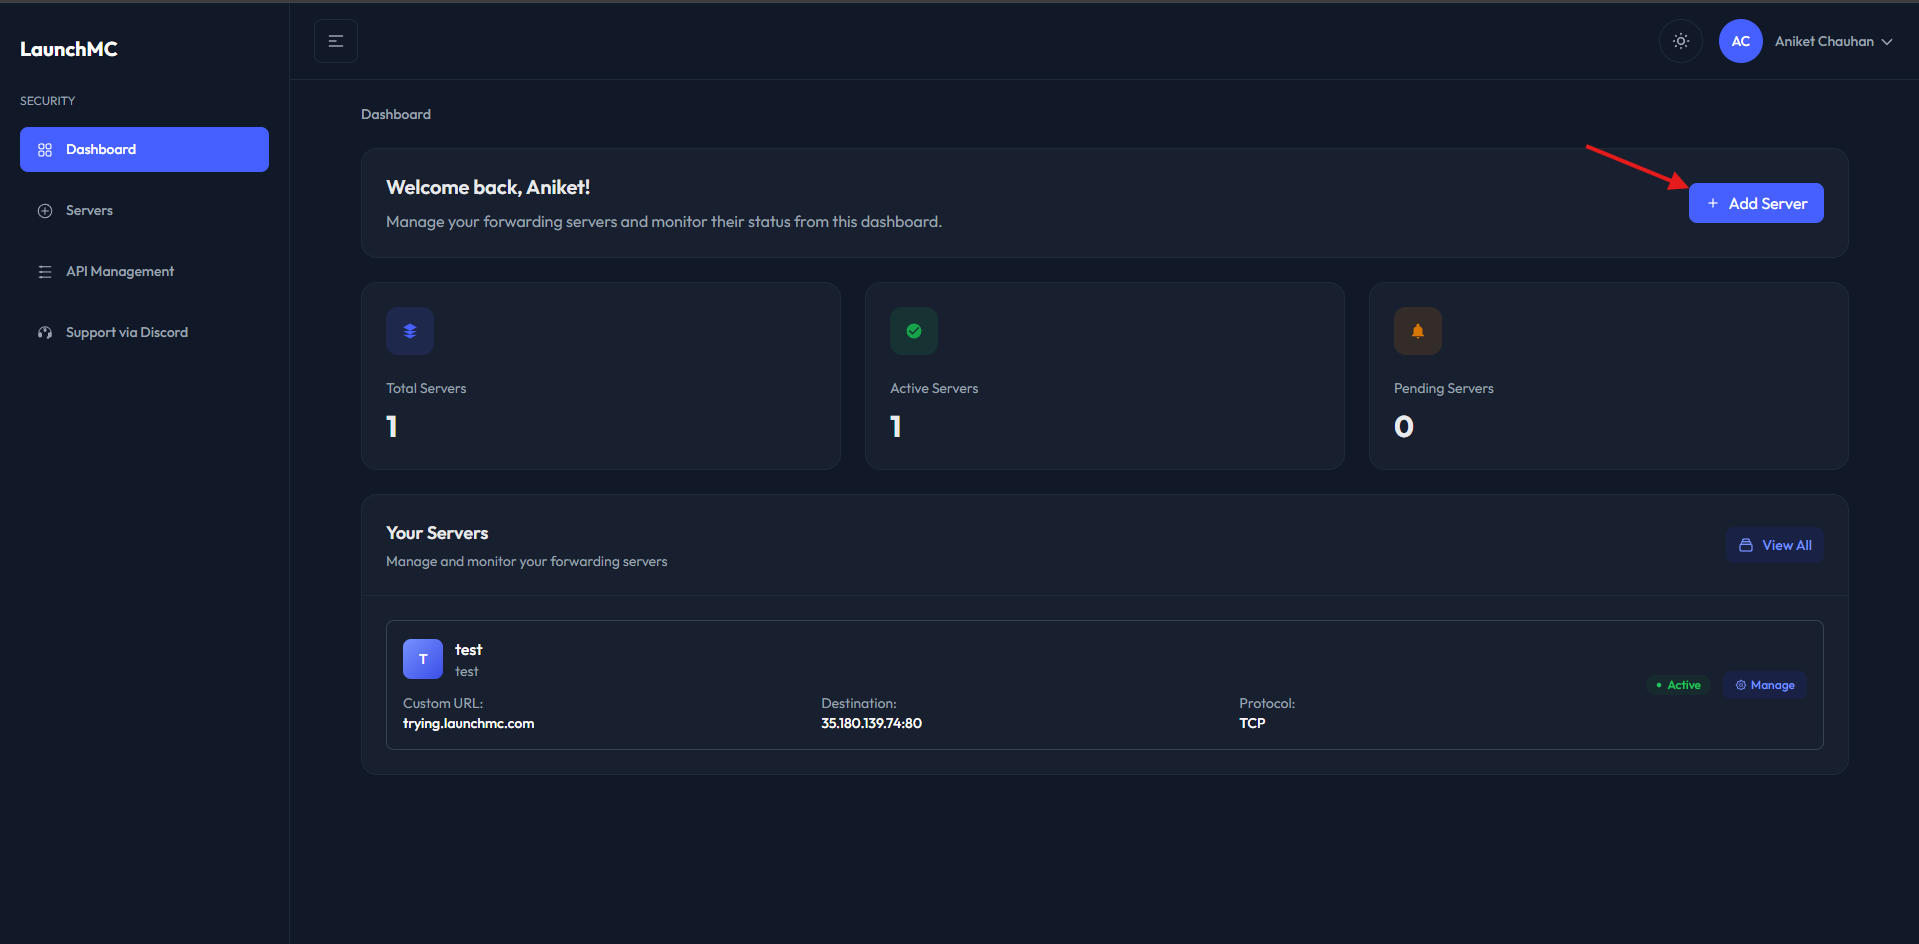 LaunchMC
SECURITY
Dashboard
Servers
API Management
Support via Discord
AC
Aniket Chauhan
Dashboard
Welcome back, Aniket!
Manage your forwarding servers and monitor their status from this dashboard.
+ Add Server
Total Servers
1
Active Servers
1
Pending Servers
0
Your Servers
Manage and monitor your forwarding servers
View All
T
test
test
Custom URL:
trying.launchmc.com
Destination:
35.180.139.74:80
Protocol:
TCP
Active
Manage